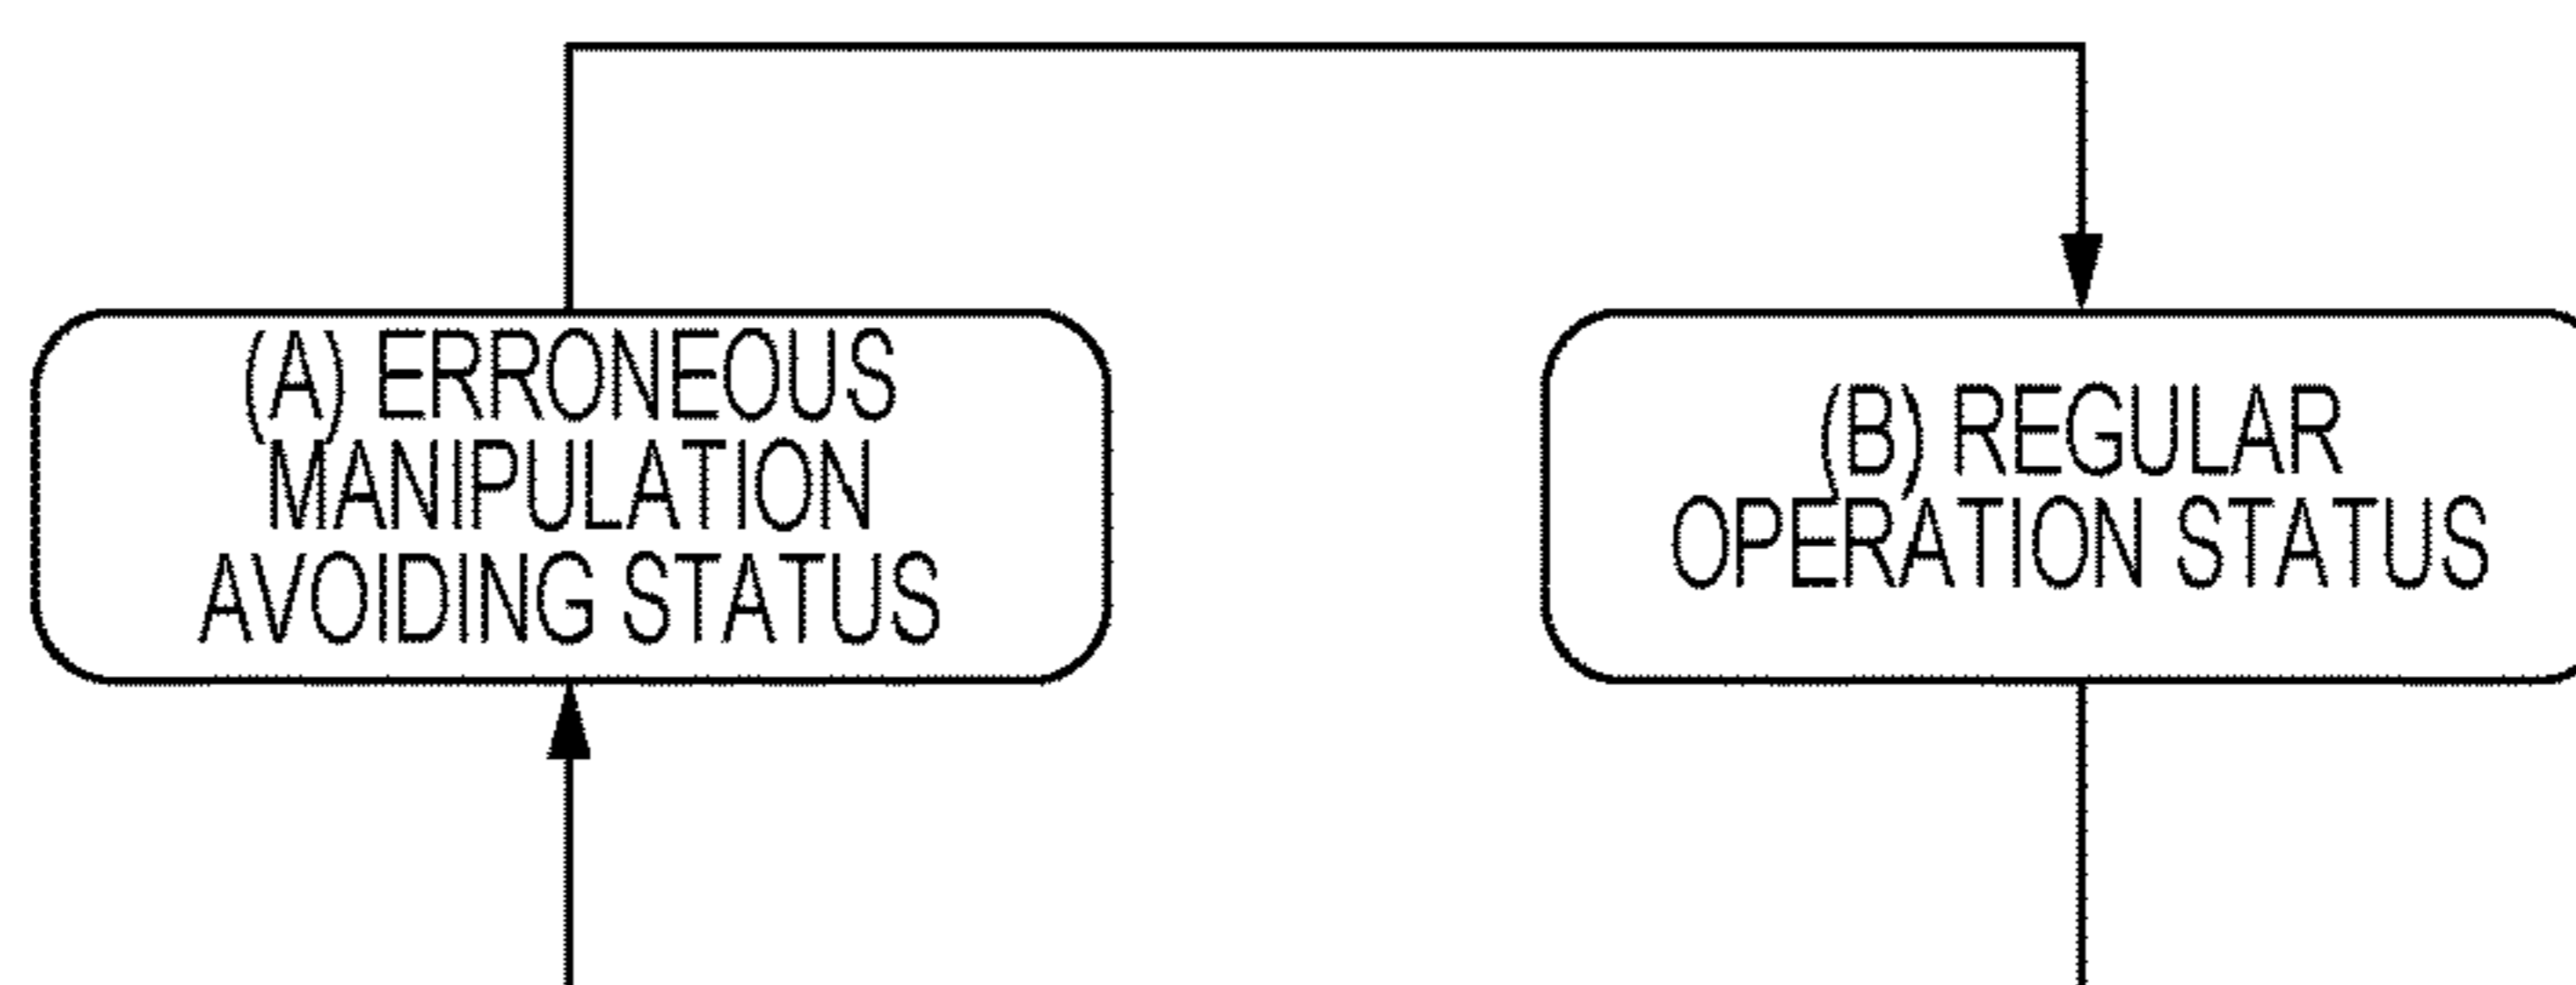 (A) ERRONEOUS
MANIPULATION
AVOIDING STATUS
(B) REGULAR
OPERATION STATUS